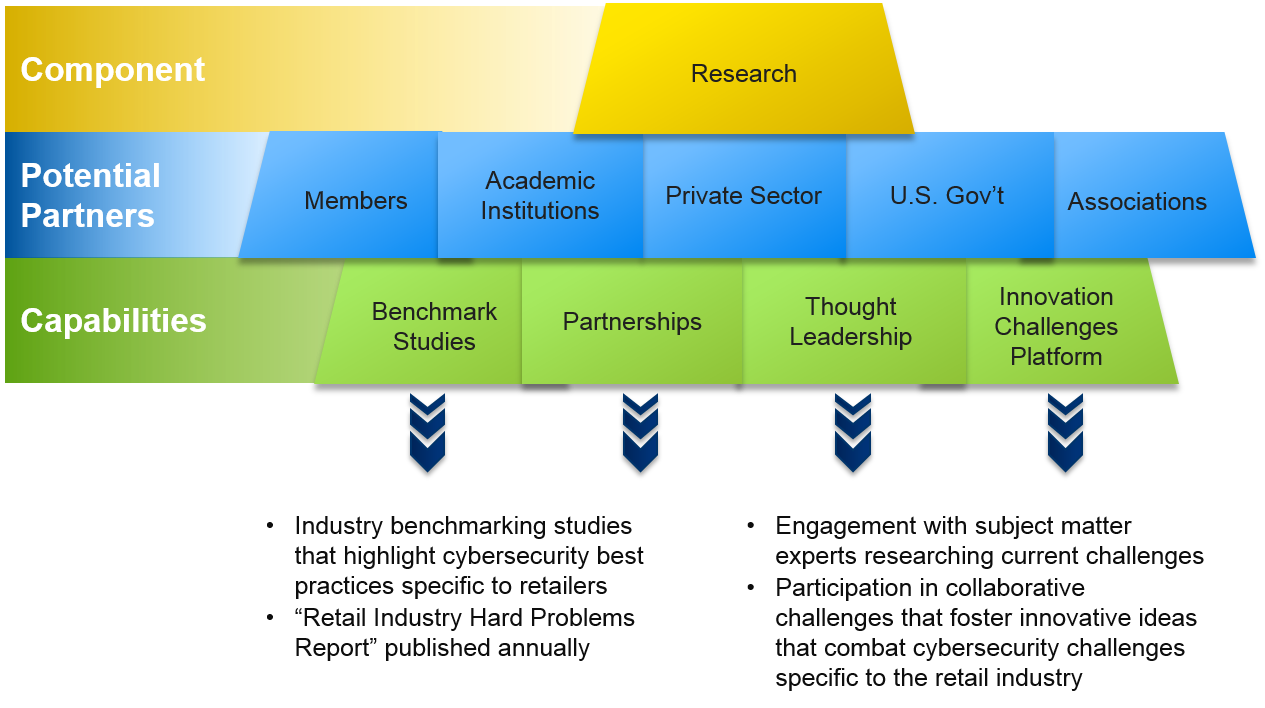 Component
Research
Potential
Partners
Members
Academic
Institutions
Private Sector
U.S. Gov’t
Associations
Capabilities
Benchmark
Studies
Partnerships
Thought
Leadership
Innovation
Challenges
Platform
• Industry benchmarking studies
that highlight cybersecurity best
practices specific to retailers
• “Retail Industry Hard Problems
Report” published annually
• Engagement with subject matter
experts researching current challenges
• Participation in collaborative
challenges that foster innovative ideas
that combat cybersecurity challenges
specific to the retail industry